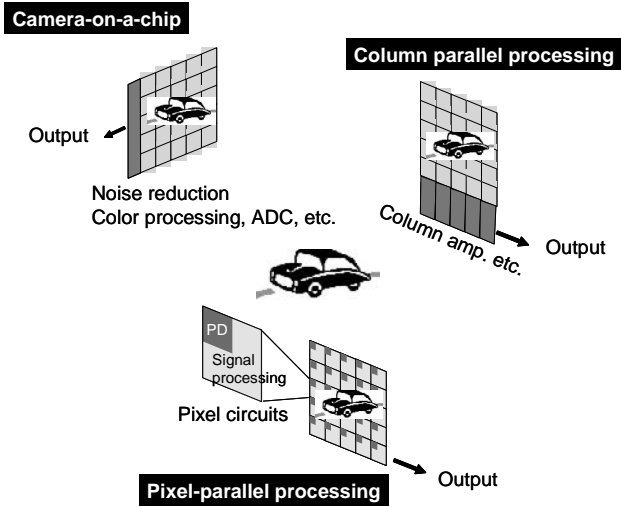 Camera-on-a-chip
Output
Noise reduction
Color processing, ADC, etc.
Column parallel processing
Column amp. etc.
Output
PD
Signal
processing
Pixel circuits
Output
Pixel-parallel processing